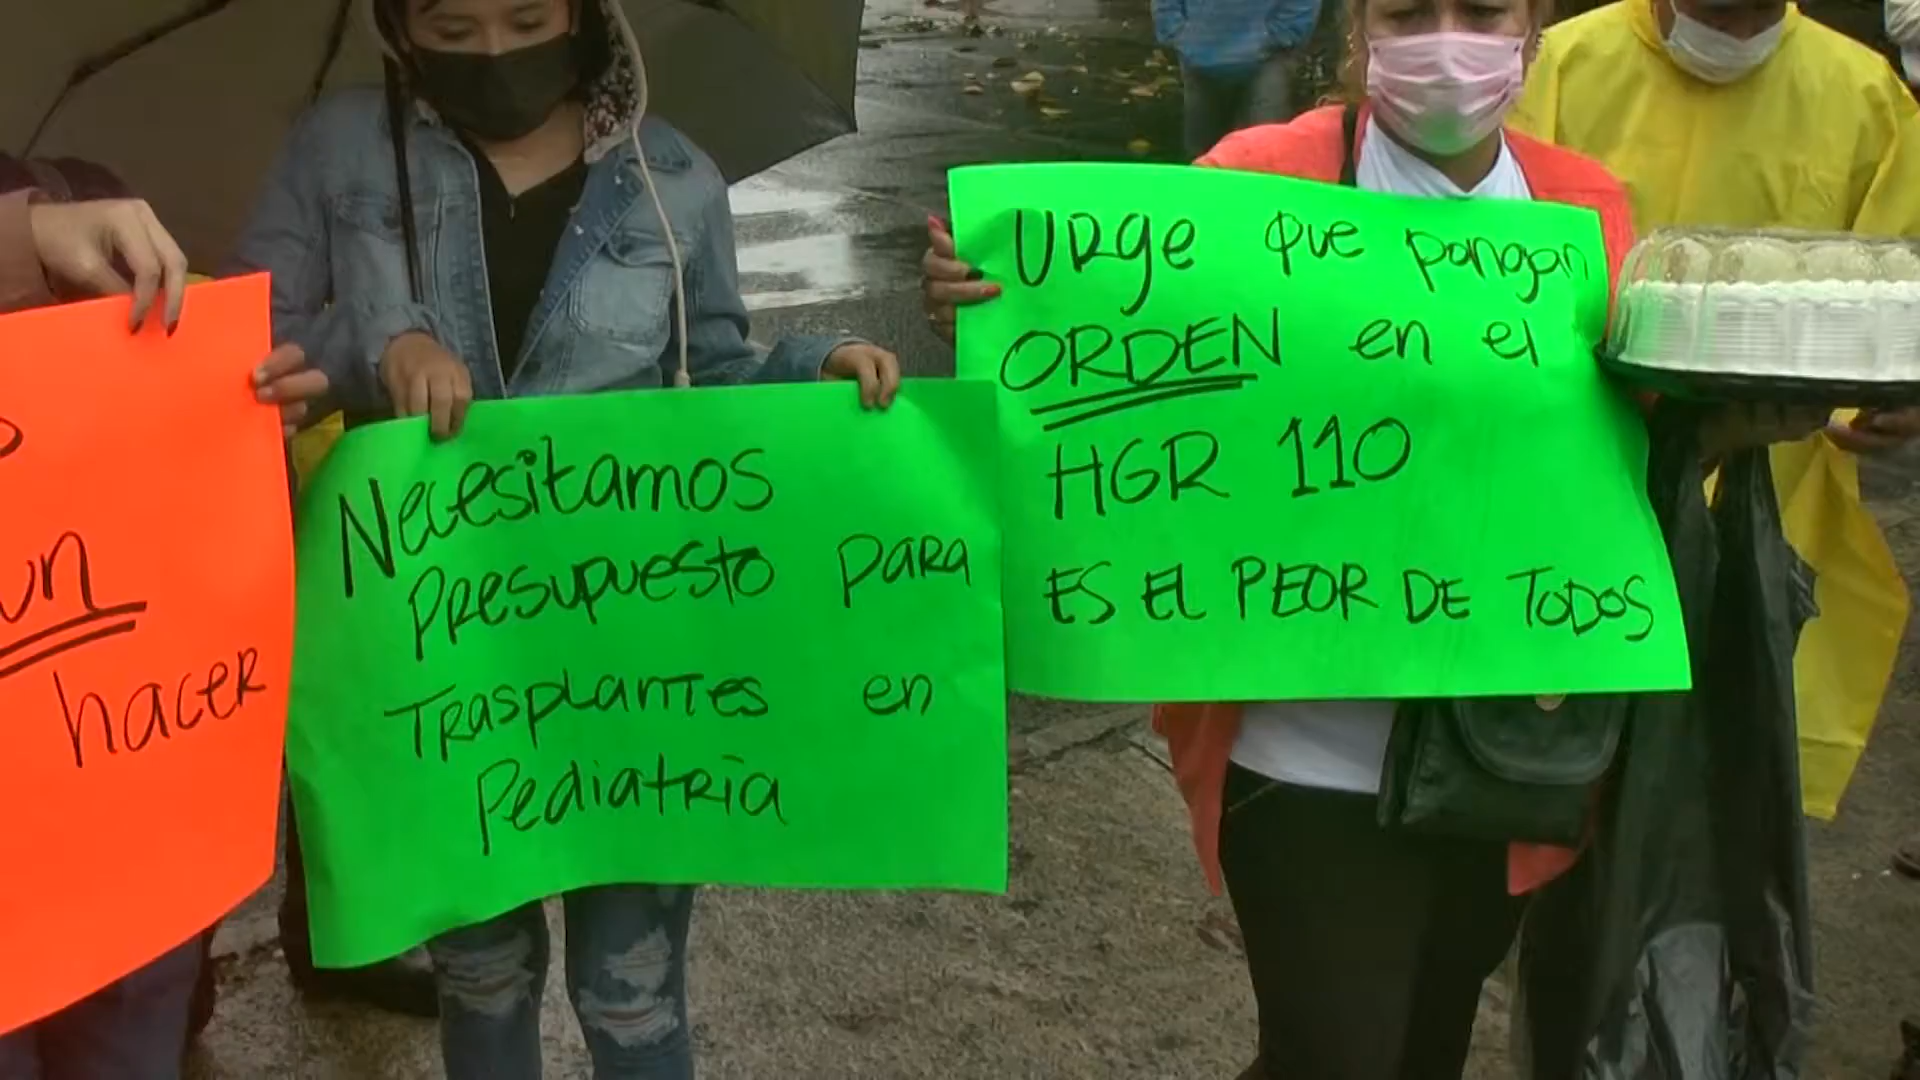 un
hacer
Necesitamos
Presupuesto para
Trasplantes en
Pediatria
Urge que pongan
ORDEN en el
HGR 110
ES EL PEOR DE TODOS